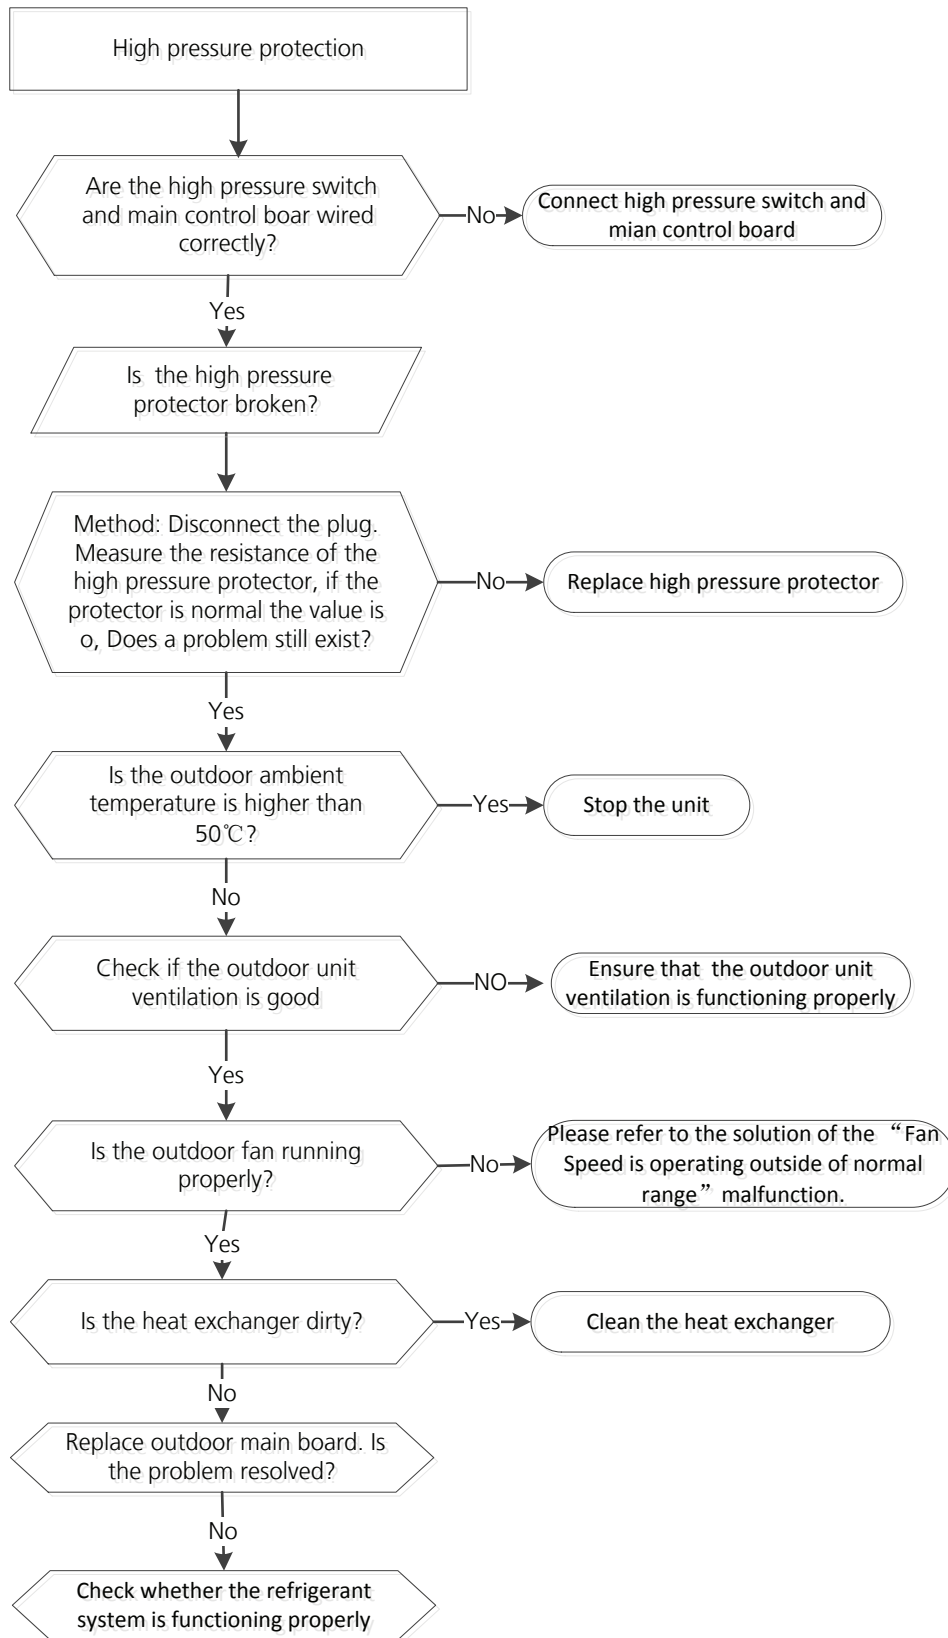 High pressure protection
Are the high pressure switch
and main control boar wired
correctly?
No
Connect high pressure switch and
mian control board
Yes
Is the high pressure
protector broken?
Method: Disconnect the plug.
Measure the resistance of the
high pressure protector, if the
protector is normal the value is
o, Does a problem still exist?
No
Replace high pressure protector
Yes
Is the outdoor ambient
temperature is higher than
50℃?
Yes
Stop the unit
No
Check if the outdoor unit
ventilation is good
NO
Ensure that the outdoor unit
ventilation is functioning properly
Yes
Is the outdoor fan running
properly?
No
Please refer to the solution of the “Fan
Speed is operating outside of normal
range” malfunction.
Yes
Is the heat exchanger dirty?
Yes
Clean the heat exchanger
No
Replace outdoor main board. Is
the problem resolved?
No
Check whether the refrigerant
system is functioning properly